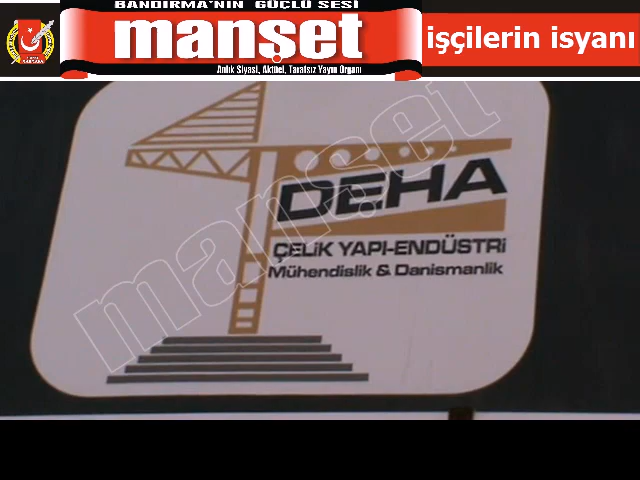 BANDIRMA'NIN GÜÇLÜ SESİ
manşet
Anlık Siyasi, Aktüel, Tarafsız Yayın Organı
işçilerin isyanı
DEHA
ÇELiK YAPI-ENDÜSTRi
Mühendislik & Danismanlik
manşet